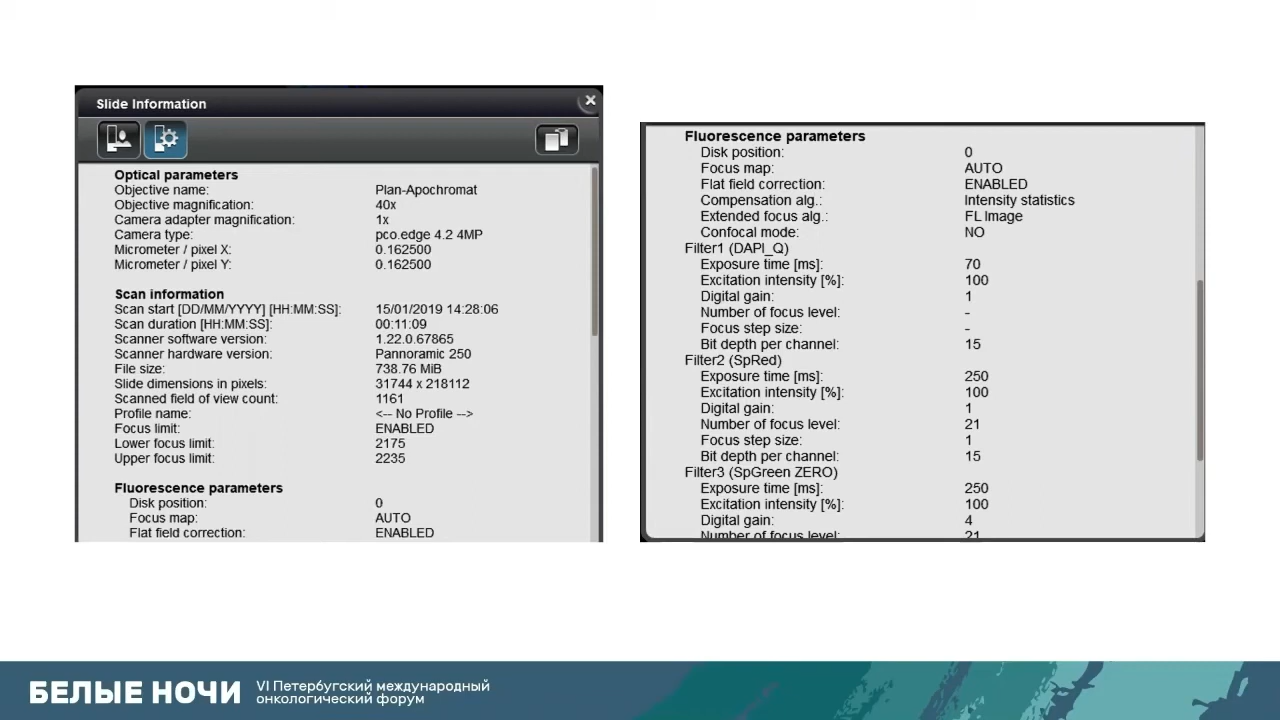 Slide Information
Optical parameters
Objective name: Plan-Apochromat
Objective magnification: 40x
Camera adapter magnification: 1x
Camera type: pco.edge 4.2 4MP
Micrometer / pixel X: 0.162500
Micrometer / pixel Y: 0.162500
Scan information
Scan start [DD/MM/YYYY] [HH:MM:SS]: 15/01/2019 14:28:06
Scan duration [HH:MM:SS]: 00:11:09
Scanner software version: 1.22.0.67865
Scanner hardware version: Pannoramic 250
File size: 738.76 MiB
Slide dimensions in pixels: 31744 x 218112
Scanned field of view count: 1161
Profile name: <-- No Profile -->
Focus limit: ENABLED
Lower focus limit: 2175
Upper focus limit: 2235
Fluorescence parameters
Disk position: 0
Focus map: AUTO
Flat field correction: ENABLED
Fluorescence parameters
Disk position: 0
Focus map: AUTO
Flat field correction: ENABLED
Compensation alg.: Intensity statistics
Extended focus alg.: FL Image
Confocal mode: NO
Filter1 (DAPI_Q)
Exposure time [ms]: 70
Excitation intensity [%]: 100
Digital gain: 1
Number of focus level: -
Focus step size: -
Bit depth per channel: 15
Filter2 (SpRed)
Exposure time [ms]: 250
Excitation intensity [%]: 100
Digital gain: 1
Number of focus level: 21
Focus step size: 1
Bit depth per channel: 15
Filter3 (SpGreen ZERO)
Exposure time [ms]: 250
Excitation intensity [%]: 100
Digital gain: 4
Number of focus level: 21
БЕЛЫЕ НОЧИ
VI Петербургский международный
онкологический форум